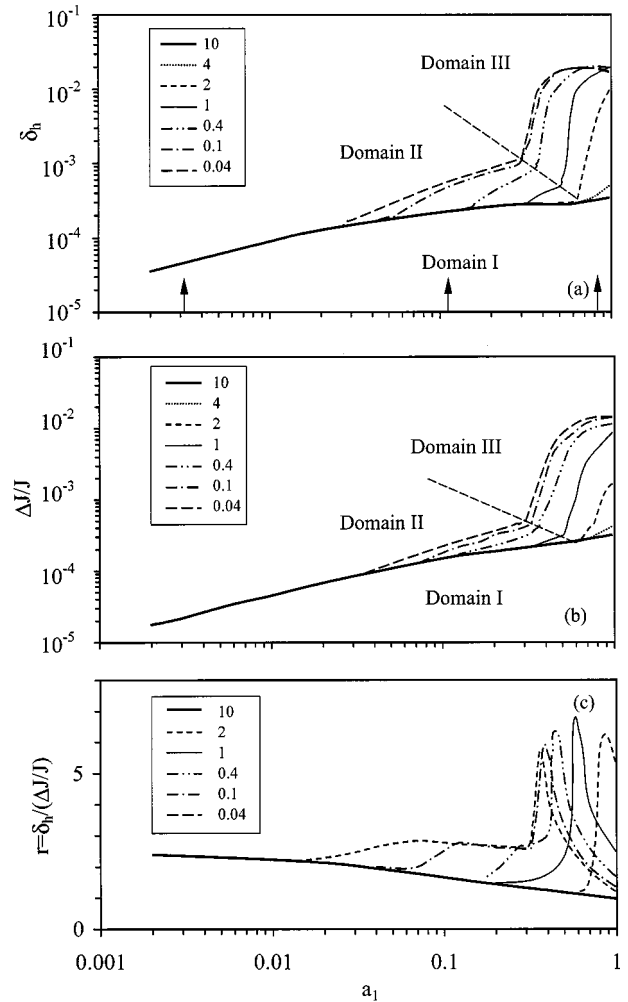 10⁻¹
10⁻²
10⁻³
10⁻⁴
10⁻⁵
δₕ
10
4
2
1
0.4
0.1
0.04
Domain III
Domain II
Domain I
(a)
10⁻¹
10⁻²
10⁻³
10⁻⁴
10⁻⁵
ΔJ/J
10
4
2
1
0.4
0.1
0.04
Domain III
Domain II
Domain I
(b)
5
0
r=δₕ/(ΔJ/J)
10
2
1
0.4
0.1
0.04
(c)
0.001
0.01
0.1
1
a₁